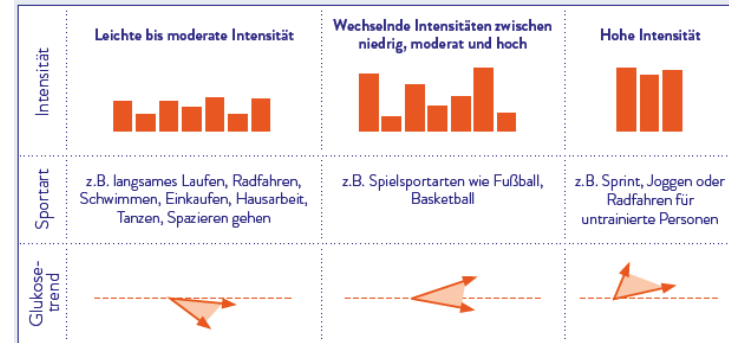 Intensität
Leichte bis moderate Intensität
Wechselnde Intensitäten zwischen
niedrig, moderat und hoch
Hohe Intensität
Sportart
z.B. langsames Laufen, Radfahren,
Schwimmen, Einkaufen, Hausarbeit,
Tanzen, Spazieren gehen
z.B. Spielsportarten wie Fußball,
Basketball
z.B. Sprint, Joggen oder
Radfahren für
untrainierte Personen
Glukose-
trend